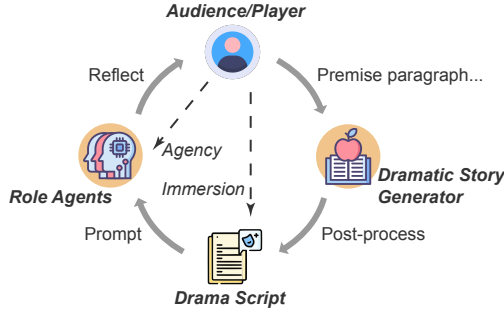 Audience/Player
Reflect
Premise paragraph...
Agency
Immersion
Role Agents
Dramatic Story
Generator
Prompt
Post-process
Drama Script